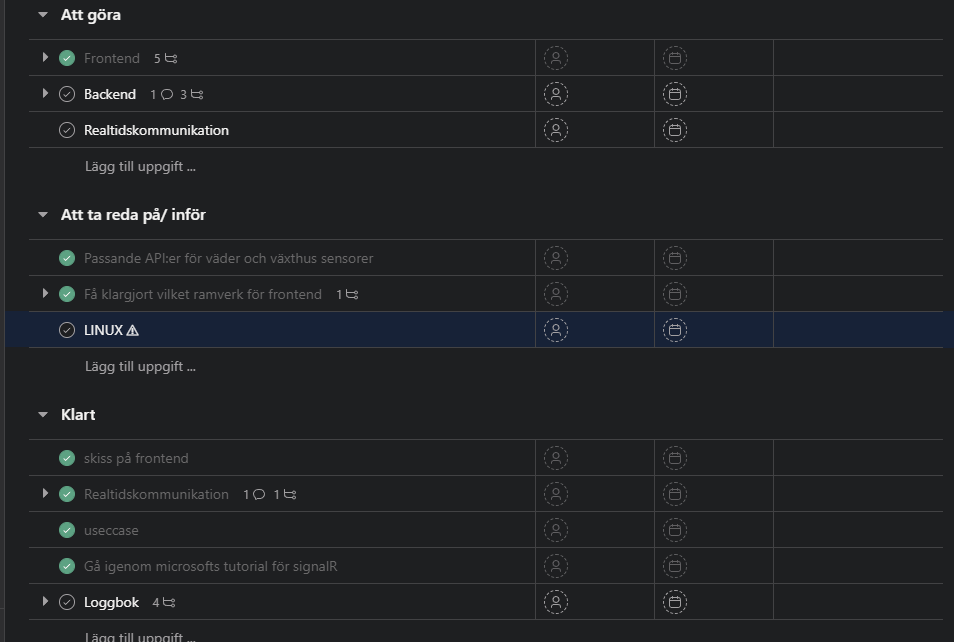 Att göra
Frontend 5
Backend 1 3
Realtidskommunikation
Lägg till uppgift ...
Att ta reda på/ inför
Passande API:er för väder och växthus sensorer
Få klargjort vilket ramverk för frontend 1
LINUX ⚠
Lägg till uppgift ...
Klart
skiss på frontend
Realtidskommunikation 1 1
useccase
Gå igenom microsofts tutorial för signalR
Loggbok 4
Lägg till uppgift ...